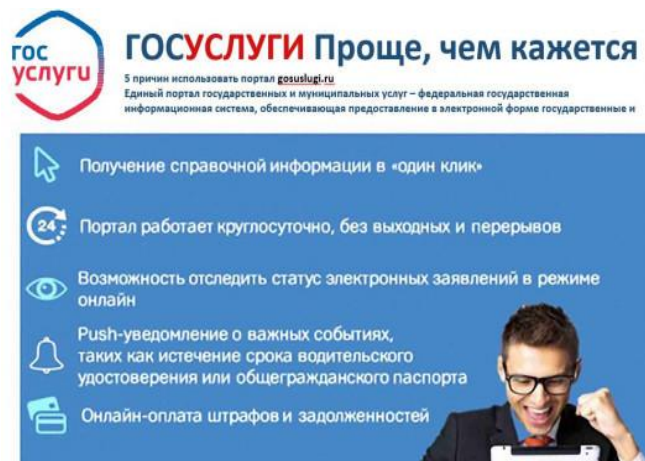 гос
услуги
ГОСУСЛУГИ Проще, чем кажется
5 причин использовать портал gosuslugi.ru
Единый портал государственных и муниципальных услуг – федеральная государственная
информационная система, обеспечивающая предоставление в электронной форме государственные и
Получение справочной информации в «один клик»
24
Портал работает круглосуточно, без выходных и перерывов
Возможность отследить статус электронных заявлений в режиме
онлайн
Push-уведомление о важных событиях,
таких как истечение срока водительского
удостоверения или общегражданского паспорта
Онлайн-оплата штрафов и задолженностей